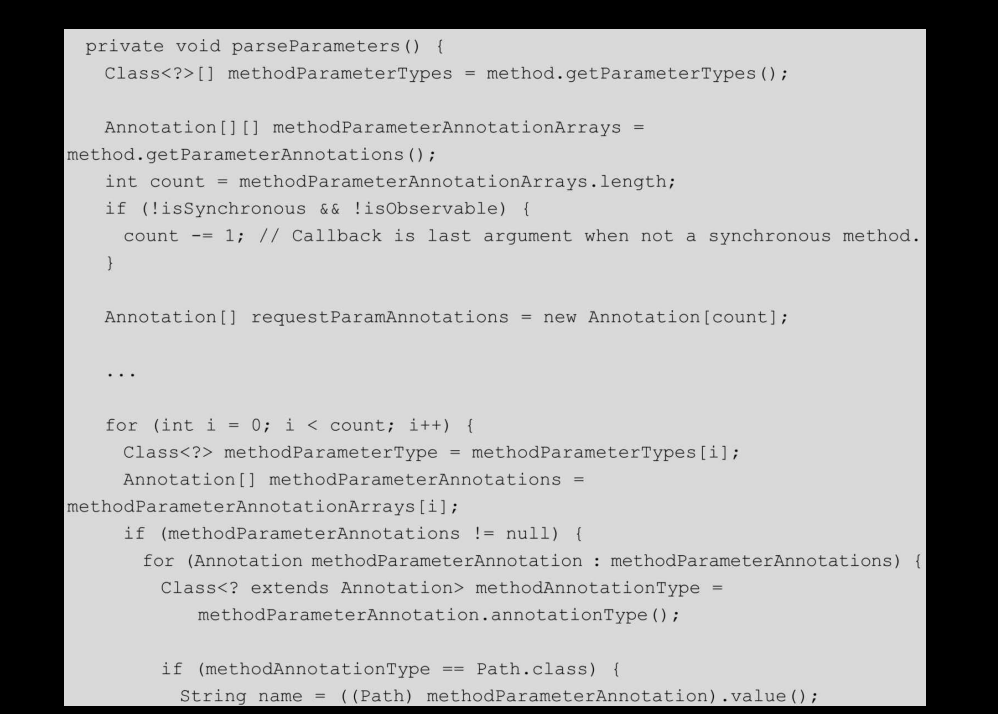 private void parseParameters() {
Class<?>[] methodParameterTypes = method.getParameterTypes();
Annotation[][] methodParameterAnnotationArrays =
method.getParameterAnnotations();
int count = methodParameterAnnotationArrays.length;
if (!isSynchronous && !isObservable) {
count -= 1; // Callback is last argument when not a synchronous method.
}
Annotation[] requestParamAnnotations = new Annotation[count];
...
for (int i = 0; i < count; i++) {
Class<?> methodParameterType = methodParameterTypes[i];
Annotation[] methodParameterAnnotations =
methodParameterAnnotationArrays[i];
if (methodParameterAnnotations != null) {
for (Annotation methodParameterAnnotation : methodParameterAnnotations) {
Class<? extends Annotation> methodAnnotationType =
methodParameterAnnotation.annotationType();
if (methodAnnotationType == Path.class) {
String name = ((Path) methodParameterAnnotation).value();